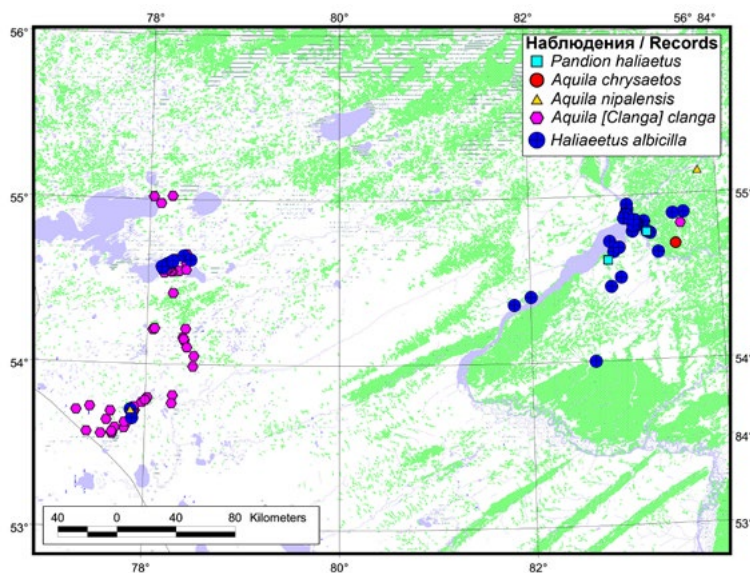 78° 80° 82° 56° 84°
56°
Наблюдения / Records
Pandion haliaetus
Aquila chrysaetos
Aquila nipalensis
Aquila [Clanga] clanga
Haliaeetus albicilla
55° 55°
54° 54°
84°
53° 53°
40 0 40 80 Kilometers
78° 80° 82°